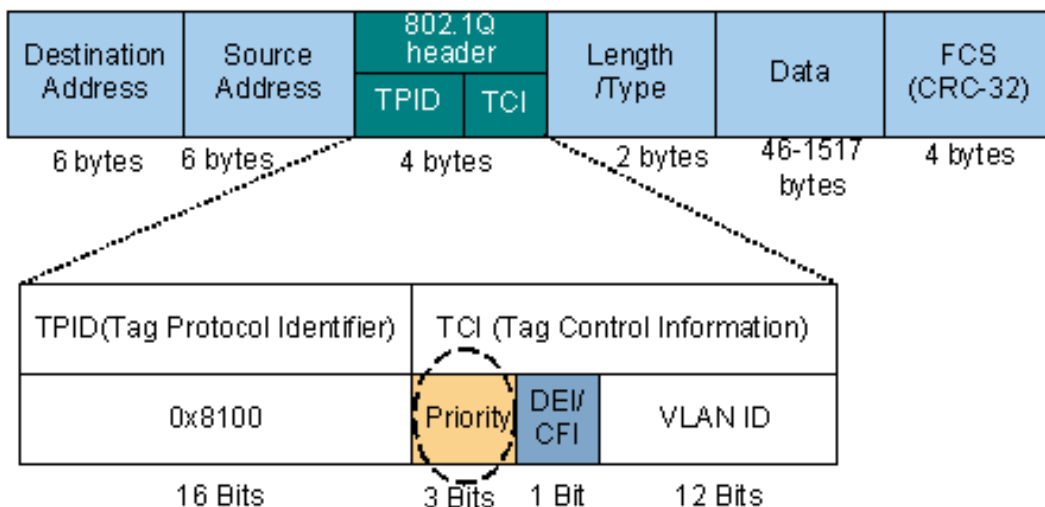 Destination
Address
Source
Address
802.1Q
header
TPID
TCI
Length
/Type
Data
FCS
(CRC-32)
6 bytes
6 bytes
4 bytes
2 bytes
46-1517
bytes
4 bytes
TPID(Tag Protocol Identifier)
TCI (Tag Control Information)
0x8100
Priority
DEI/
CFI
VLAN ID
16 Bits
3 Bits
1 Bit
12 Bits